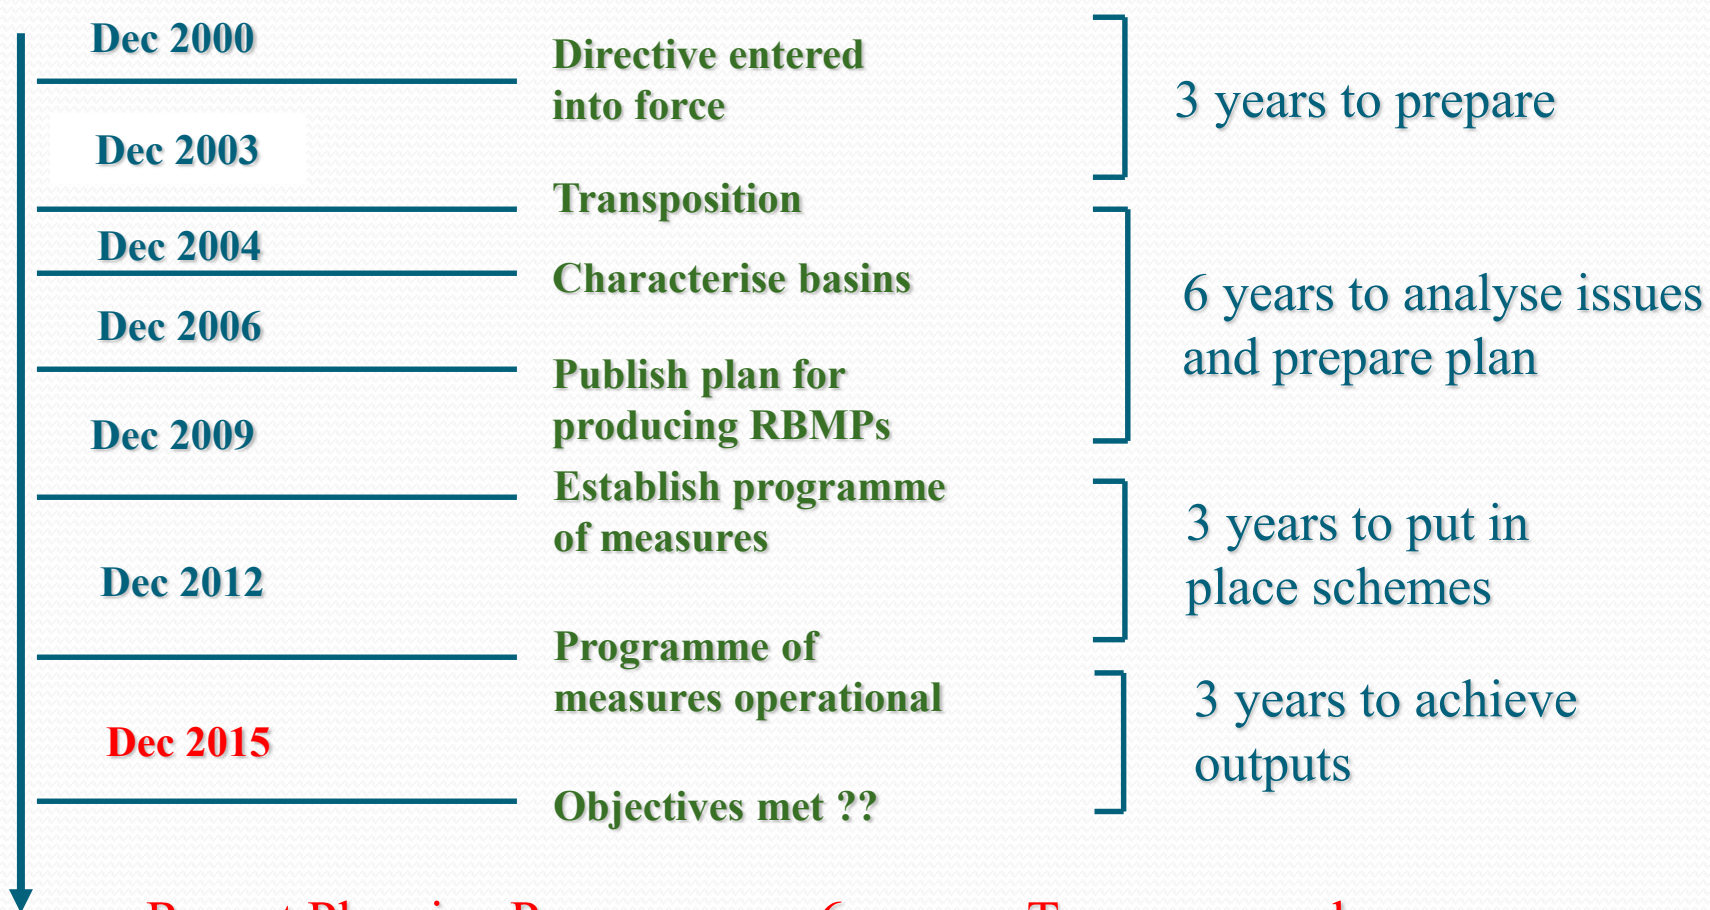 Dec 2000
Directive entered
into force
3 years to prepare
Dec 2003
Transposition
Dec 2004
Characterise basins
6 years to analyse issues
and prepare plan
Dec 2006
Publish plan for
producing RBMPs
Dec 2009
Establish programme
of measures
3 years to put in
place schemes
Dec 2012
Programme of
measures operational
3 years to achieve
outputs
Dec 2015
Objectives met ??